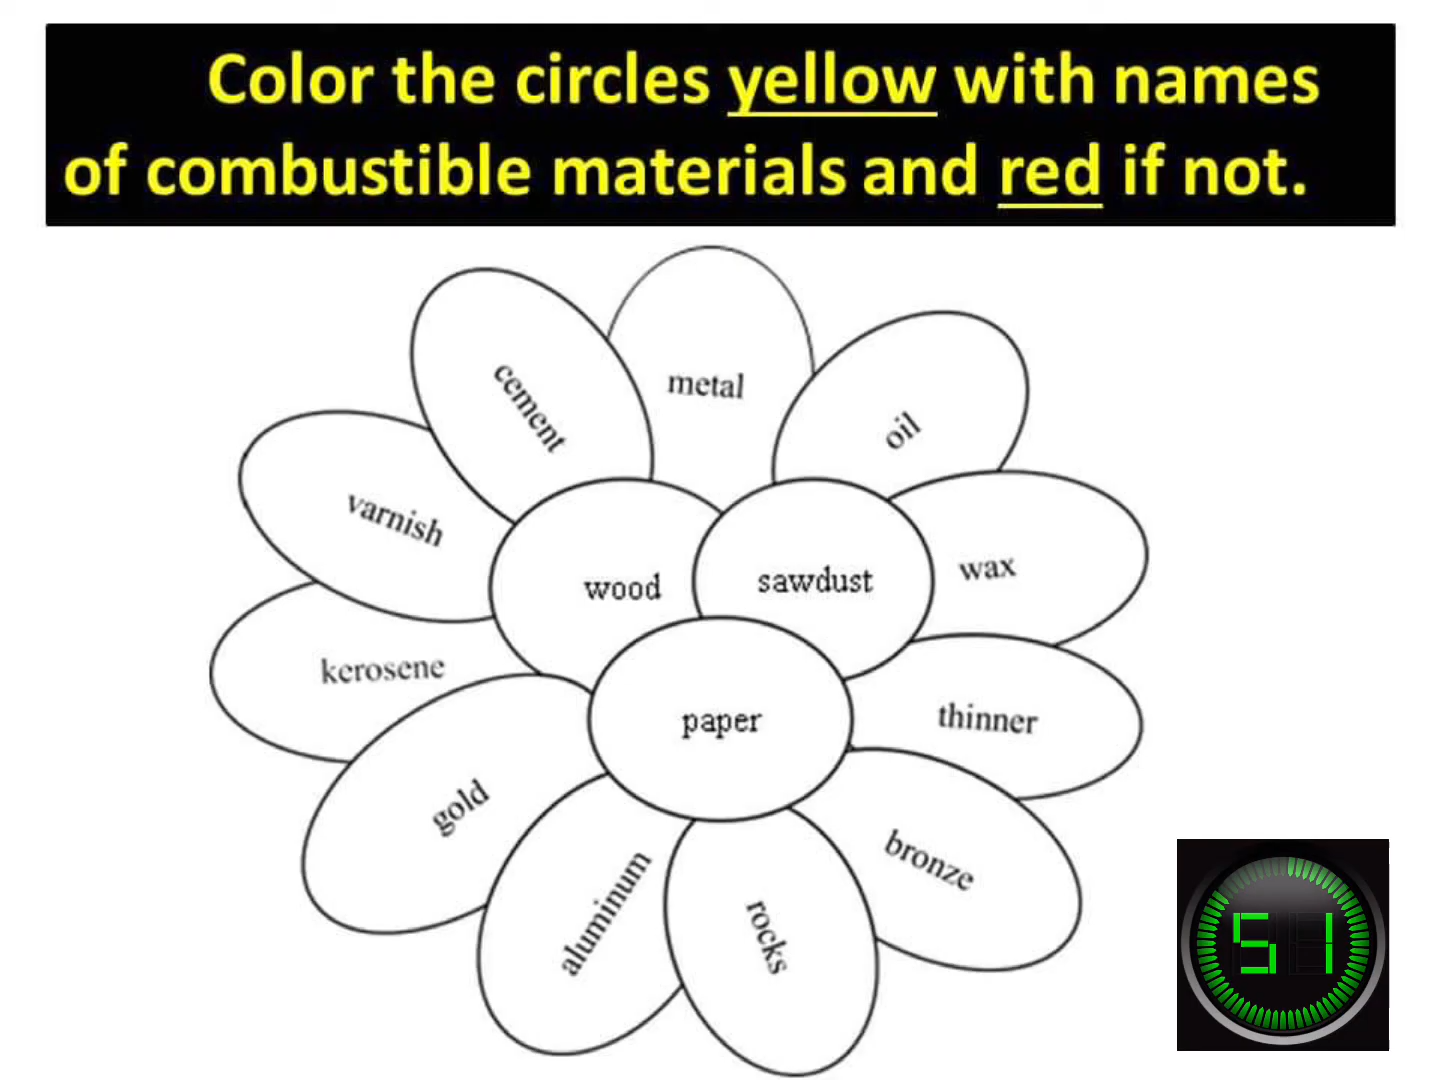 Color the circles yellow with names
of combustible materials and red if not.
metal
cement
oil
varnish
wood
sawdust
wax
kerosene
paper
thinner
gold
bronze
aluminum
rocks
51